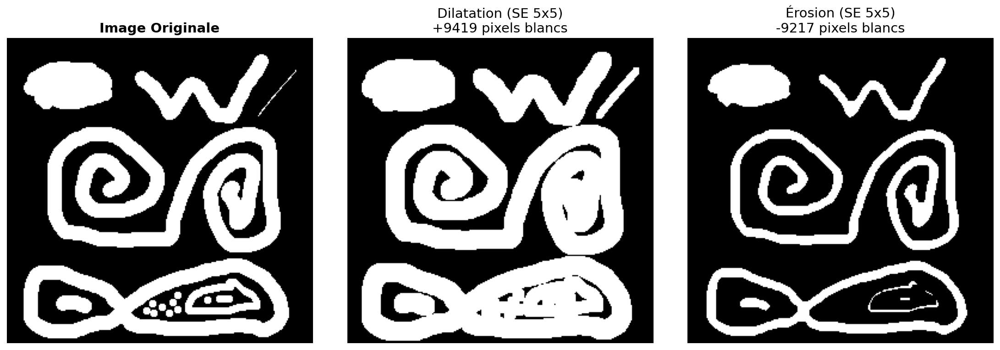 Image Originale
Dilatation (SE 5x5)
+9419 pixels blancs
Érosion (SE 5x5)
-9217 pixels blancs